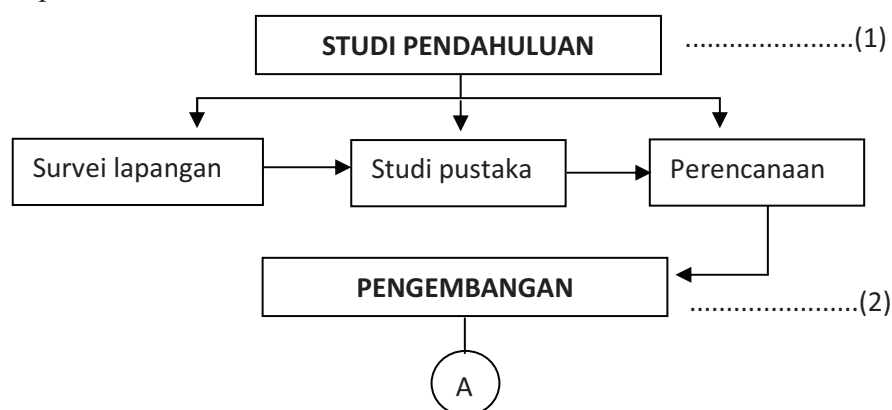 STUDI PENDAHULUAN .......................(1)
Survei lapangan
Studi pustaka
Perencanaan
PENGEMBANGAN .......................(2)
A